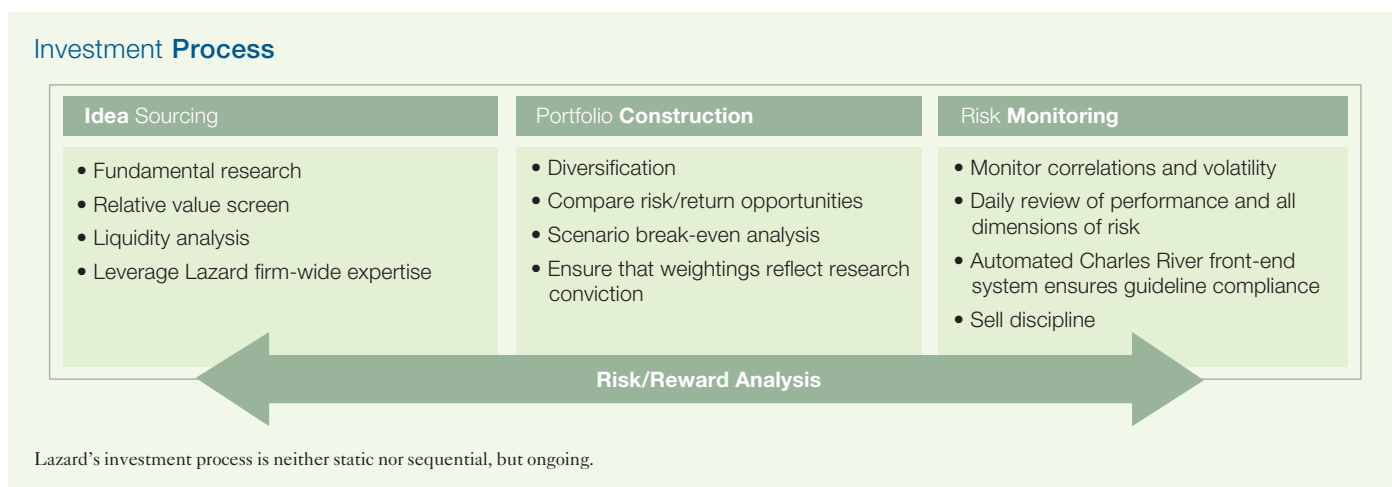 Investment Process
Idea Sourcing
• Fundamental research
• Relative value screen
• Liquidity analysis
• Leverage Lazard firm-wide expertise
Portfolio Construction
• Diversification
• Compare risk/return opportunities
• Scenario break-even analysis
• Ensure that weightings reflect research
conviction
Risk Monitoring
• Monitor correlations and volatility
• Daily review of performance and all
dimensions of risk
• Automated Charles River front-end
system ensures guideline compliance
• Sell discipline
Risk/Reward Analysis
Lazard’s investment process is neither static nor sequential, but ongoing.